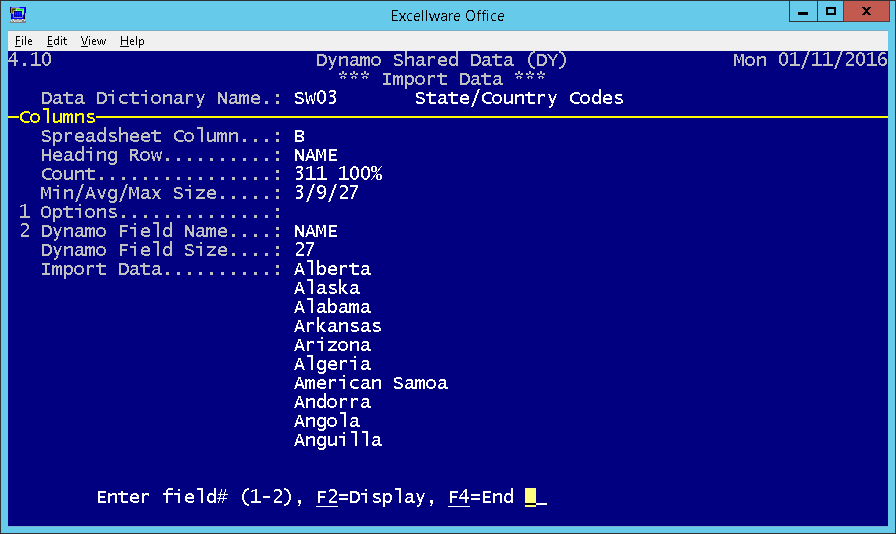 Excellware Office
File Edit View Help
4.10 Dynamo Shared Data (DY) Mon 01/11/2016
*** Import Data ***
Data Dictionary Name.: SW03 State/Country Codes
Columns
Spreadsheet Column...: B
Heading Row..........: NAME
Count................: 311 100%
Min/Avg/Max Size.....: 3/9/27
1 Options..............:
2 Dynamo Field Name....: NAME
Dynamo Field Size....: 27
Import Data..........: Alberta
Alaska
Alabama
Arkansas
Arizona
Algeria
American Samoa
Andorra
Angola
Anguilla
Enter field# (1-2), F2=Display, F4=End